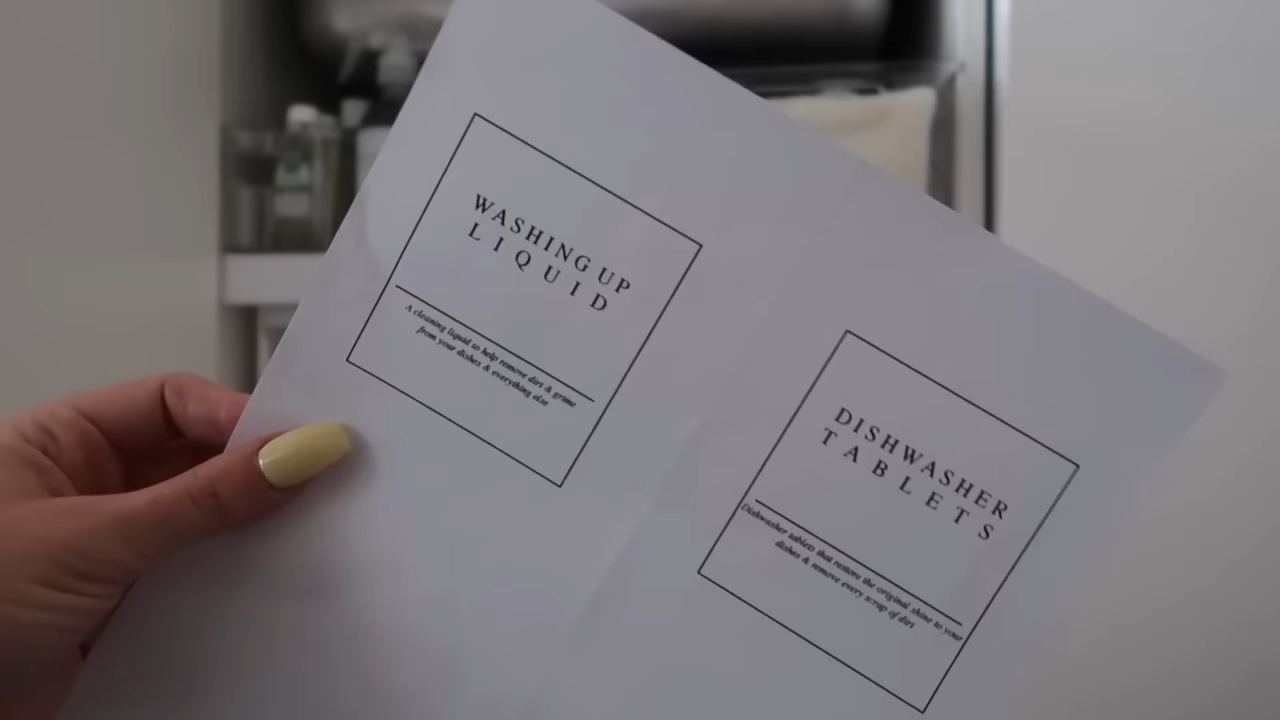 WASHING UP
LIQUID
A cleaning liquid to help remove dirt & grime
from your dishes & everything else
DISHWASHER
TABLETS
Dishwasher tablets that restore the original shine to your
dishes & remove every scrap of dirt